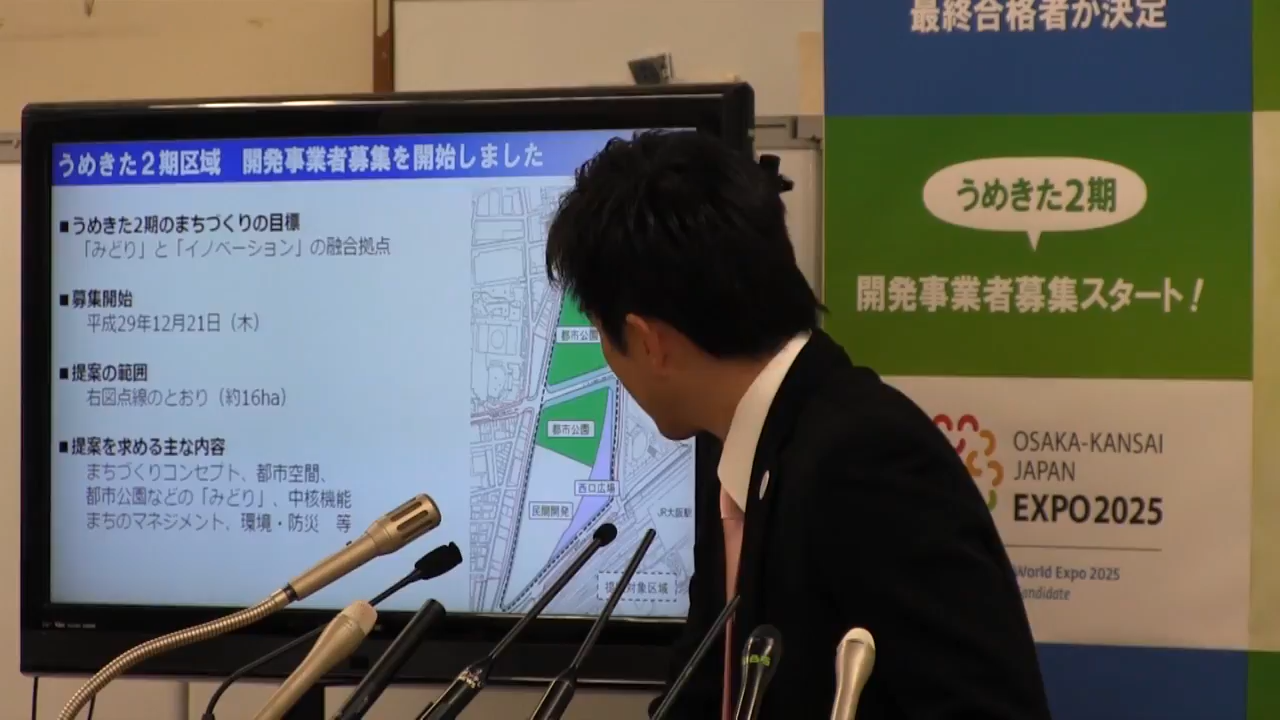 うめきた２期区域 開発事業者募集を開始しました
■うめきた2期のまちづくりの目標
「みどり」と「イノベーション」の融合拠点
■募集開始
平成29年12月21日（木）
■提案の範囲
右図点線のとおり（約16ha）
■提案を求める主な内容
まちづくりコンセプト、都市空間、
都市公園などの「みどり」、中核機能
まちのマネジメント、環境・防災 等
都市公園
都市公園
西口広場
民間開発
JR大阪駅
対象区域
最終合格者が決定
うめきた2期
開発事業者募集スタート！
OSAKA-KANSAI
JAPAN
EXPO2025
World Expo 2025
andidate